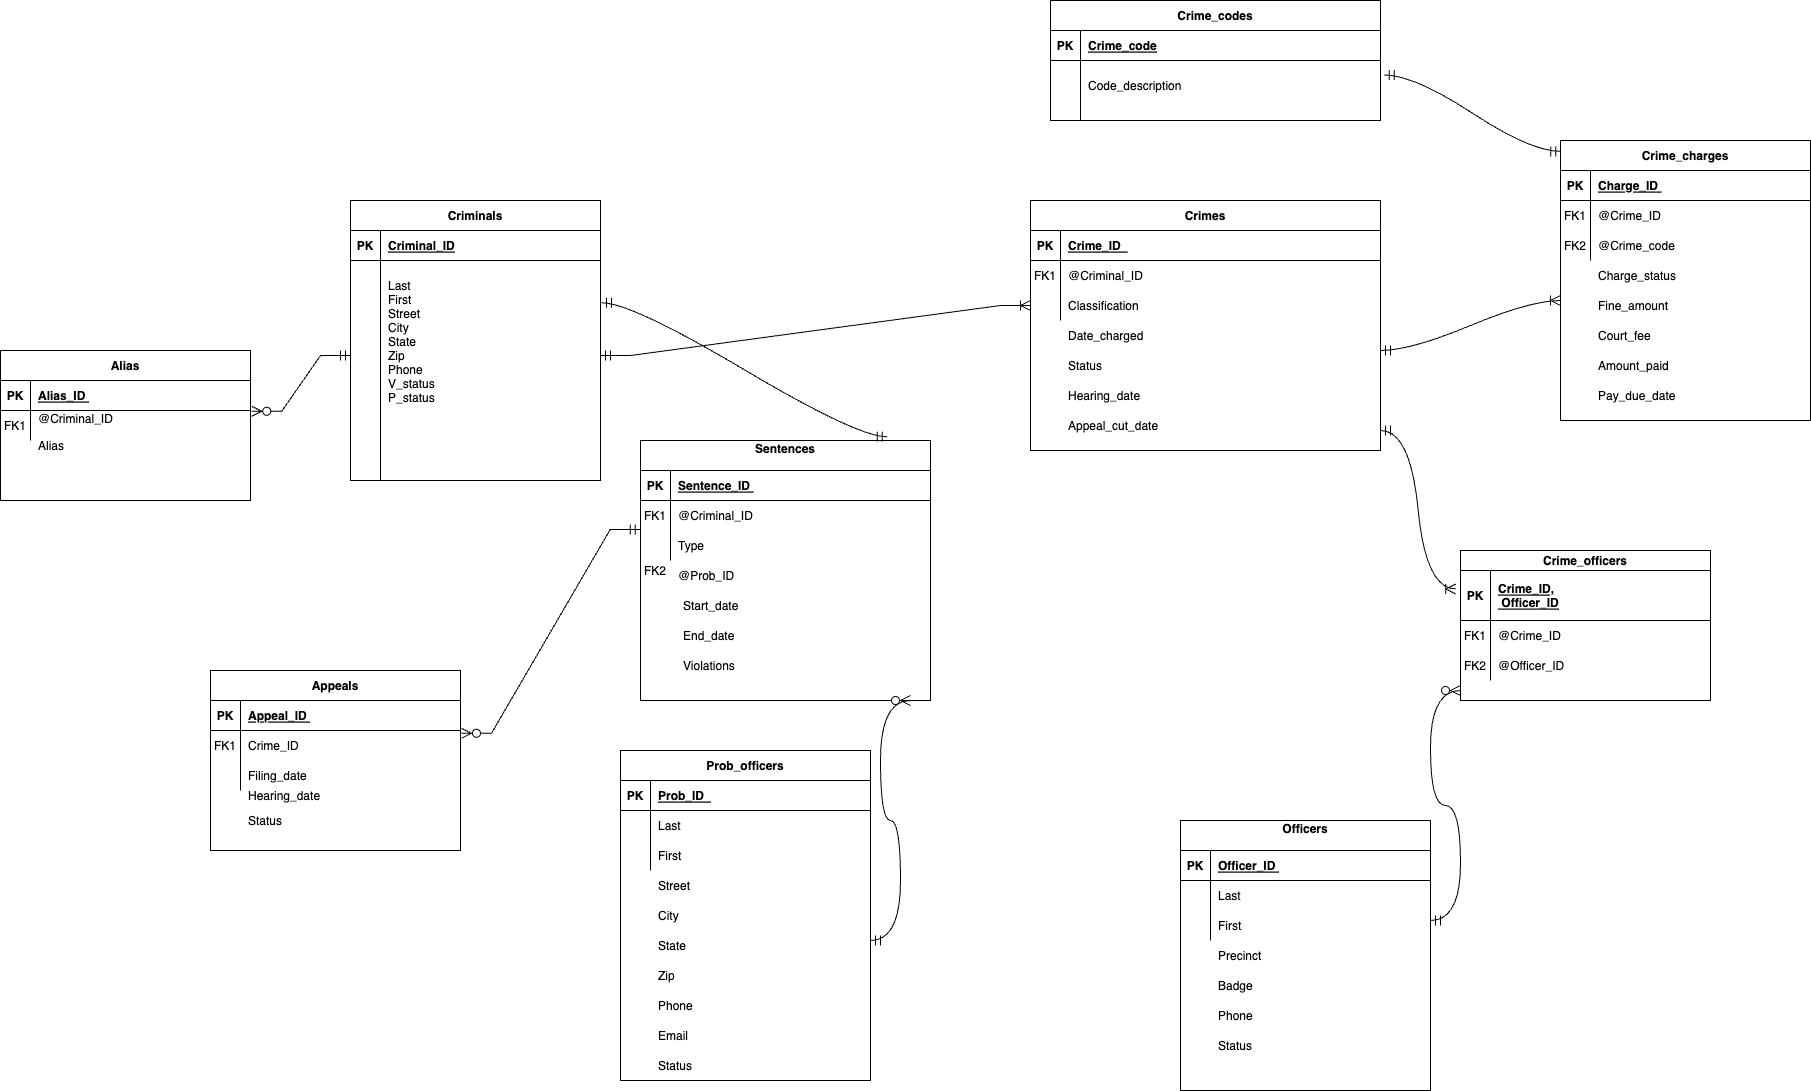 Crime_codes
PK Crime_code
Code_description
Crime_charges
PK Charge_ID
FK1 @Crime_ID
FK2 @Crime_code
Charge_status
Fine_amount
Court_fee
Amount_paid
Pay_due_date
Criminals
PK Criminal_ID
Last
First
Street
City
State
Zip
Phone
V_status
P_status
Crimes
PK Crime_ID
FK1 @Criminal_ID
Classification
Date_charged
Status
Hearing_date
Appeal_cut_date
Alias
PK Alias_ID
FK1 @Criminal_ID
Alias
Sentences
PK Sentence_ID
FK1 @Criminal_ID
Type
FK2 @Prob_ID
Start_date
End_date
Violations
Crime_officers
PK Crime_ID,
Officer_ID
FK1 @Crime_ID
FK2 @Officer_ID
Appeals
PK Appeal_ID
FK1 Crime_ID
Filing_date
Hearing_date
Status
Prob_officers
PK Prob_ID
Last
First
Street
City
State
Zip
Phone
Email
Status
Officers
PK Officer_ID
Last
First
Precinct
Badge
Phone
Status